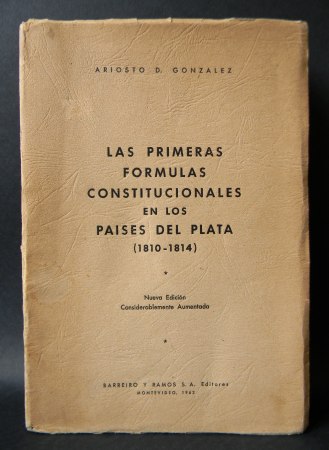 ARIOSTO D. GONZALEZ
LAS PRIMERAS
FORMULAS
CONSTITUCIONALES
EN LOS
PAISES DEL PLATA
(1810-1814)
*
Nueva Edición
Considerablemente Aumentada
*
BARREIRO Y RAMOS S. A. Editores
MONTEVIDEO, 1962